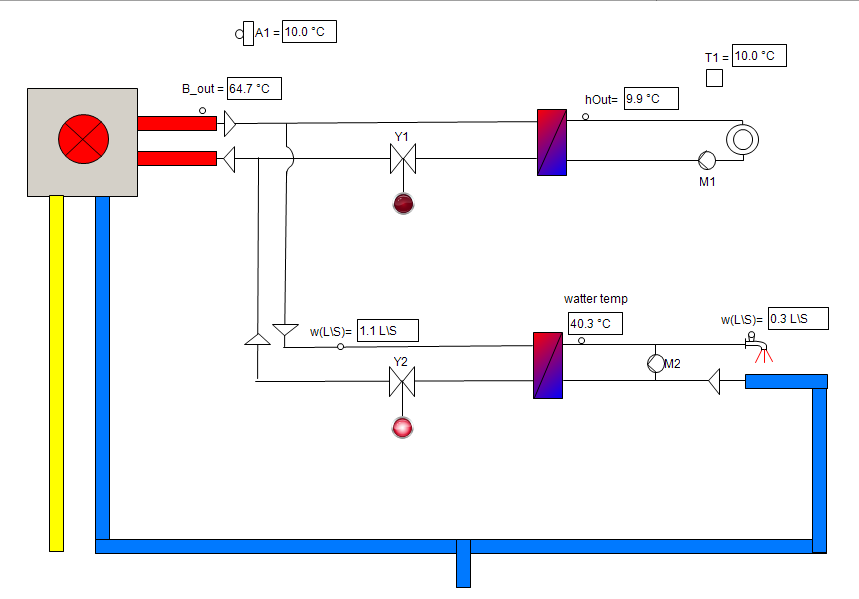 A1 = 10.0 °C
T1 = 10.0 °C
B_out = 64.7 °C
hOut= 9.9 °C
Y1
M1
watter temp
40.3 °C
w(L\S)= 1.1 L\S
w(L\S)= 0.3 L\S
Y2
M2